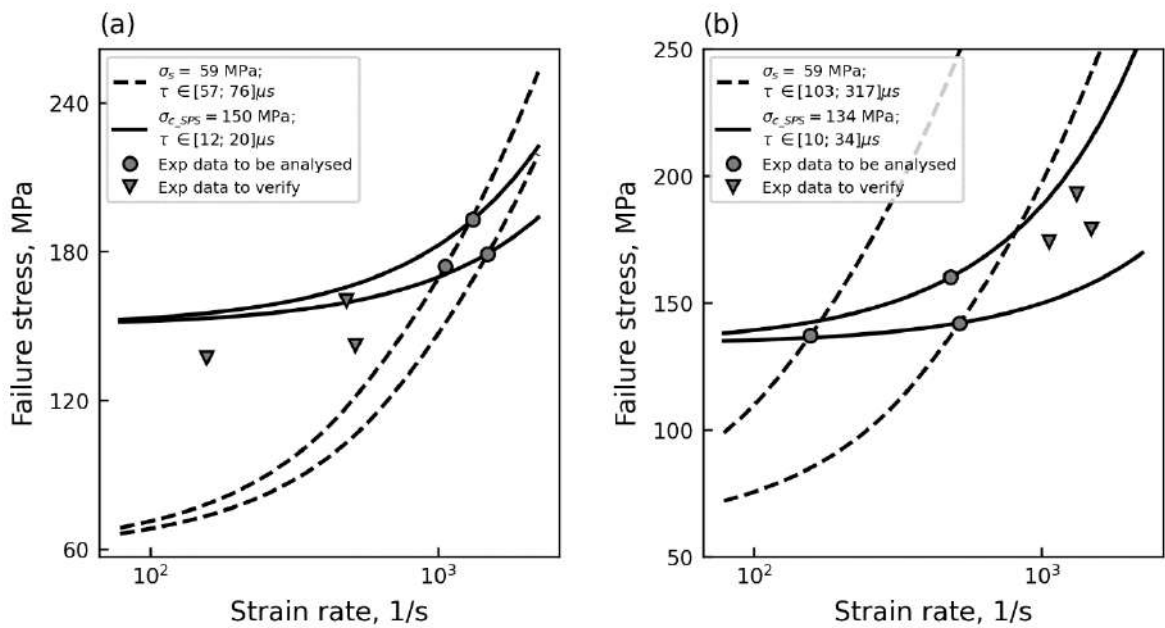 (a)
σs = 59 MPa;
τ ∈[57; 76]μs
σc_SPS = 150 MPa;
τ ∈[12; 20]μs
Exp data to be analysed
Exp data to verify
Failure stress, MPa
240
180
120
60
10²
10³
Strain rate, 1/s
(b)
σs = 59 MPa;
τ ∈[103; 317]μs
σc_SPS = 134 MPa;
τ ∈[10; 34]μs
Exp data to be analysed
Exp data to verify
Failure stress, MPa
250
200
150
100
50
10²
10³
Strain rate, 1/s